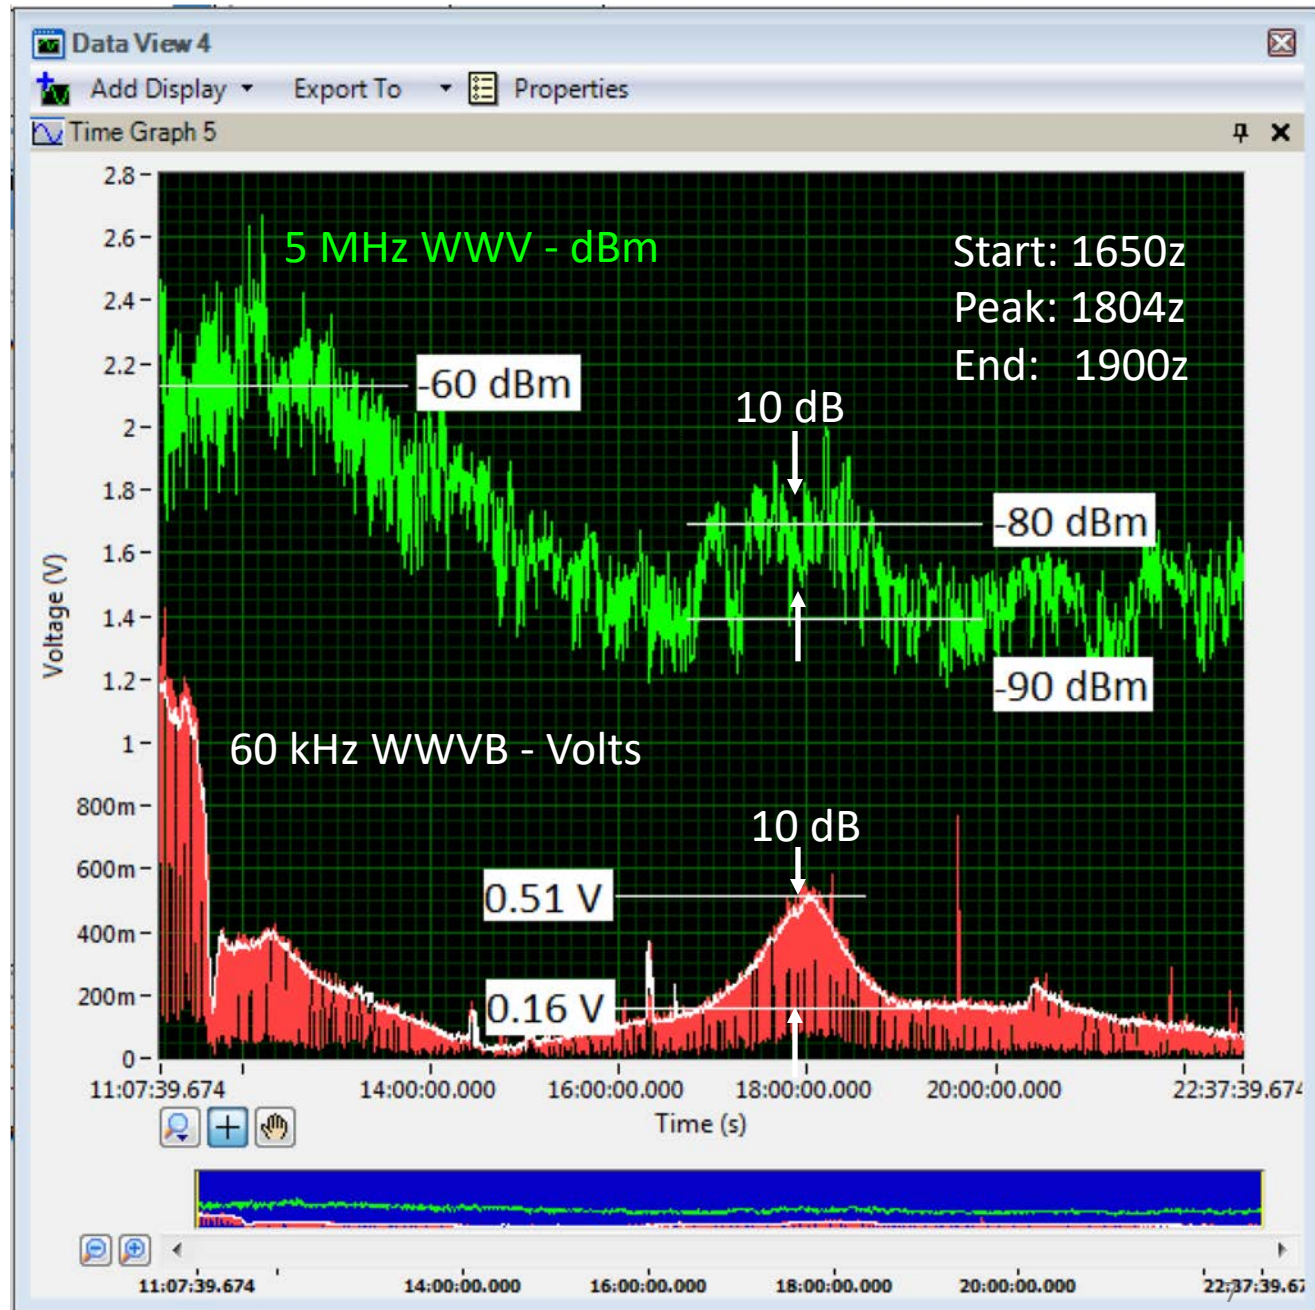 Data View 4
Add Display Export To Properties
Time Graph 5
2.8
2.6
5 MHz WWV - dBm
Start: 1650z
2.4
Peak: 1804z
2.2
-60 dBm
End: 1900z
10 dB
2
1.8
-80 dBm
1.6
Voltage (V)
1.4
-90 dBm
1.2
1
60 kHz WWVB - Volts
800m
10 dB
600m
0.51 V
400m
200m
0.16 V
0
11:07:39.674 14:00:00.000 16:00:00.000 18:00:00.000 20:00:00.000 22:37:39.674
Time (s)
11:07:39.674 14:00:00.000 16:00:00.000 18:00:00.000 20:00:00.000